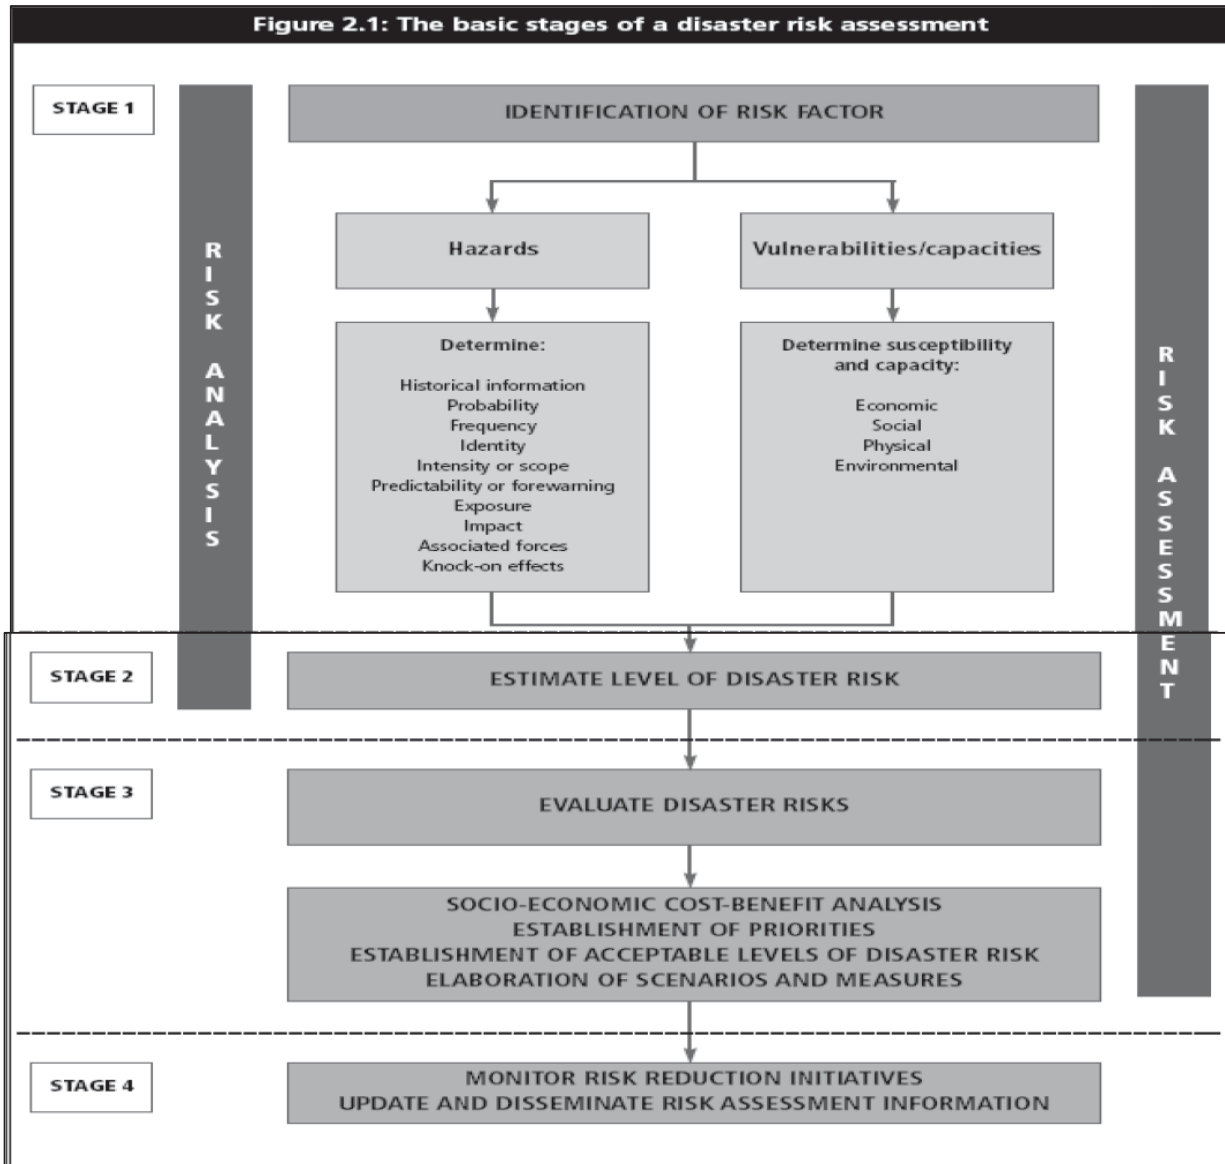 Figure 2.1: The basic stages of a disaster risk assessment
STAGE 1
RISK ANALYSIS
IDENTIFICATION OF RISK FACTOR
RISK ASSESSMENT
Hazards
Vulnerabilities/capacities
Determine:
Historical information
Probability
Frequency
Identity
Intensity or scope
Predictability or forewarning
Exposure
Impact
Associated forces
Knock-on effects
Determine susceptibility
and capacity:
Economic
Social
Physical
Environmental
STAGE 2
ESTIMATE LEVEL OF DISASTER RISK
STAGE 3
EVALUATE DISASTER RISKS
SOCIO-ECONOMIC COST-BENEFIT ANALYSIS
ESTABLISHMENT OF PRIORITIES
ESTABLISHMENT OF ACCEPTABLE LEVELS OF DISASTER RISK
ELABORATION OF SCENARIOS AND MEASURES
STAGE 4
MONITOR RISK REDUCTION INITIATIVES
UPDATE AND DISSEMINATE RISK ASSESSMENT INFORMATION